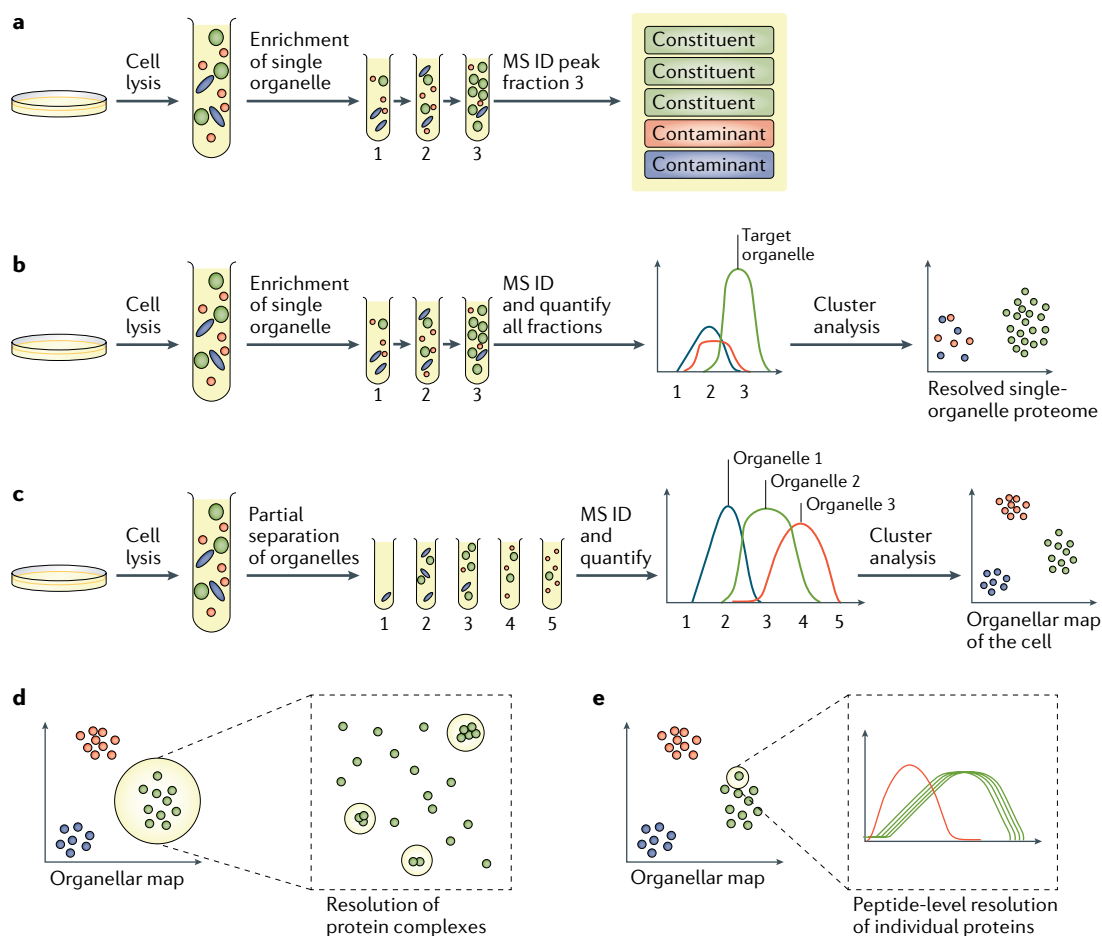 a
Cell
lysis
Enrichment
of single
organelle
1
2
3
MS ID peak
fraction 3
Constituent
Constituent
Constituent
Contaminant
Contaminant
b
Cell
lysis
Enrichment
of single
organelle
1
2
3
MS ID
and quantify
all fractions
Target
organelle
1
2
3
Cluster
analysis
Resolved single-
organelle proteome
c
Cell
lysis
Partial
separation
of organelles
1
2
3
4
5
MS ID
and
quantify
Organelle 1
Organelle 2
Organelle 3
1
2
3
4
5
Cluster
analysis
Organellar map
of the cell
d
Organellar map
Resolution of
protein complexes
e
Organellar map
Peptide-level resolution
of individual proteins